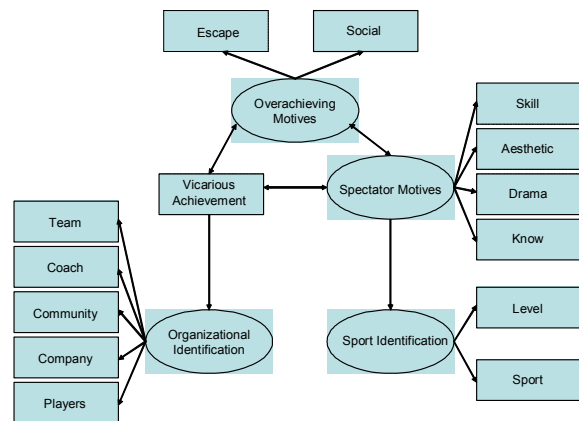 Escape
Social
Overachieving
Motives
Skill
Aesthetic
Drama
Know
Vicarious
Achievement
Spectator Motives
Team
Coach
Community
Company
Players
Organizational
Identification
Sport Identification
Level
Sport